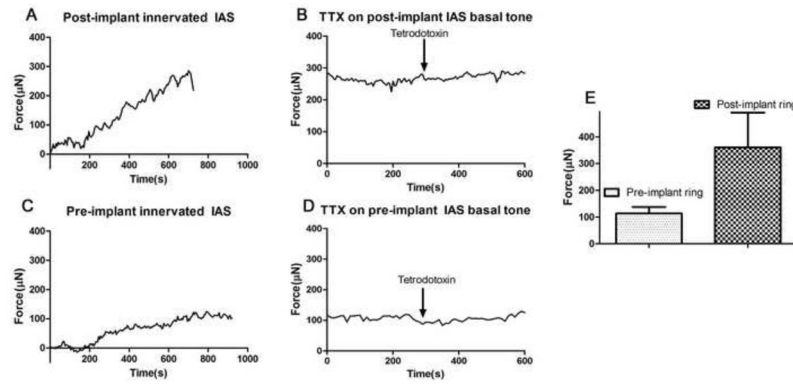 A
Post-implant innervated IAS
Force(µN)
400
300
200
100
0
200
400
600
800
1000
Time(s)
B
TTX on post-implant IAS basal tone
Tetrodotoxin
Force(µN)
400
300
200
100
0
0
200
400
600
Time(s)
C
Pre-implant innervated IAS
Force(µN)
400
300
200
100
0
200
400
600
800
1000
Time(s)
D
TTX on pre-implant IAS basal tone
Tetrodotoxin
Force(µN)
400
300
200
100
0
0
200
400
600
Time(s)
E
Post-implant ring
Pre-implant ring
Force(µN)
400
300
200
100
0